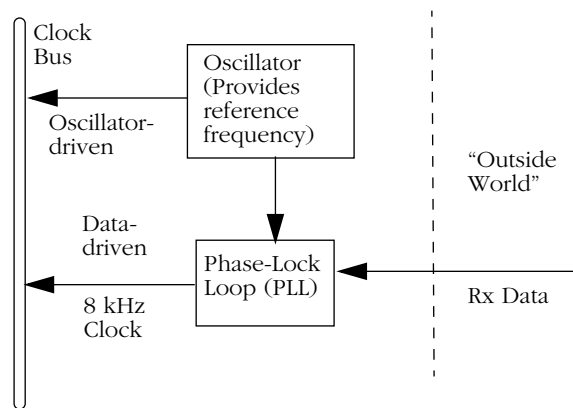 Clock
Bus
Oscillator
(Provides
reference
frequency)
Oscillator-
driven
“Outside
World”
Data-
driven
Phase-Lock
Loop (PLL)
8 kHz
Clock
Rx Data